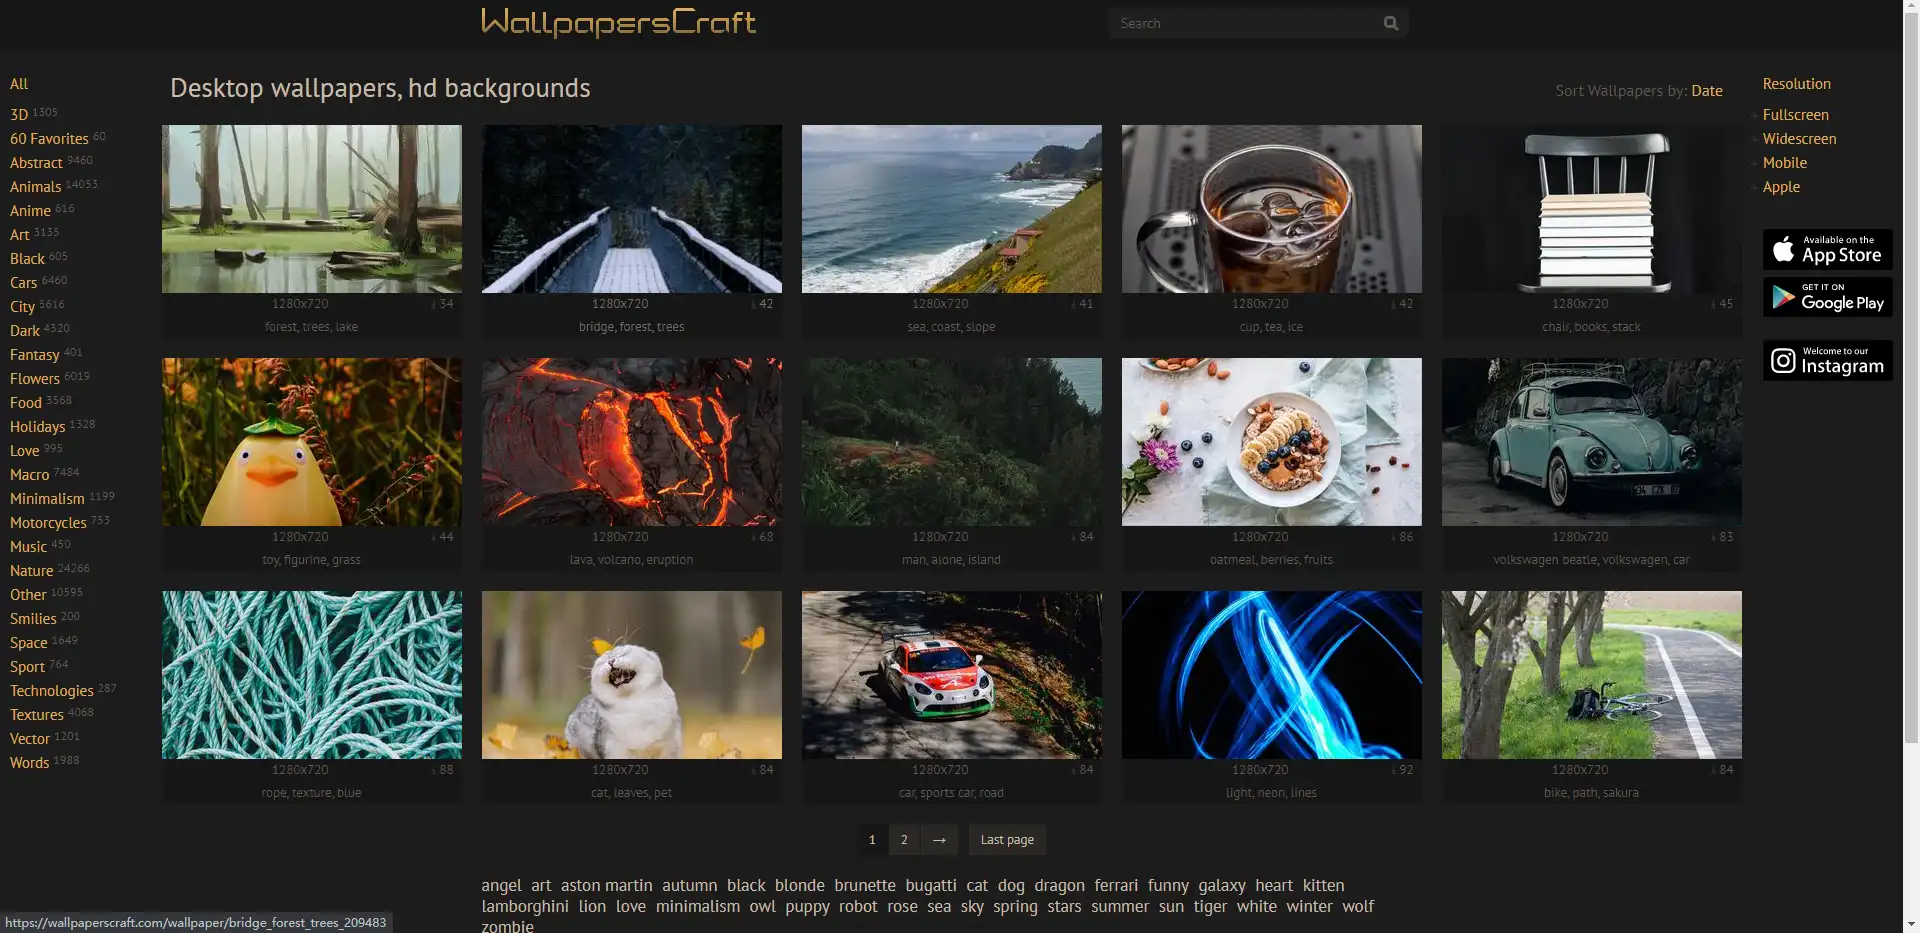 WallpapersCraft
Search
All
3D 1305
60 Favorites 60
Abstract 9460
Animals 14053
Anime 616
Art 3135
Black 605
Cars 6460
City 5616
Dark 4320
Fantasy 401
Flowers 6019
Food 3568
Holidays 1328
Love 995
Macro 7484
Minimalism 1199
Motorcycles 753
Music 450
Nature 24266
Other 10595
Smilies 200
Space 1649
Sport 764
Technologies 287
Textures 4068
Vector 1201
Words 1988
Desktop wallpapers, hd backgrounds
Sort Wallpapers by: Date
1280x720 34
forest, trees, lake
1280x720 42
bridge, forest, trees
1280x720 41
sea, coast, slope
1280x720 42
cup, tea, ice
1280x720 45
chair, books, stack
1280x720 44
toy, figurine, grass
1280x720 68
lava, volcano, eruption
1280x720 84
man, alone, island
1280x720 86
oatmeal, berries, fruits
1280x720 83
volkswagen beatle, volkswagen, car
1280x720 88
rope, texture, blue
1280x720 84
cat, leaves, pet
1280x720 84
car, sports car, road
1280x720 92
light, neon, lines
1280x720 84
bike, path, sakura
1 2 → Last page
angel art aston martin autumn black blonde brunette bugatti cat dog dragon ferrari funny galaxy heart kitten
lamborghini lion love minimalism owl puppy robot rose sea sky spring stars summer sun tiger white winter wolf
zombie
Resolution
Fullscreen
Widescreen
Mobile
Apple
Available on the
App Store
GET IT ON
Google Play
Welcome to our
Instagram
https://wallpaperscraft.com/wallpaper/bridge_forest_trees_209483